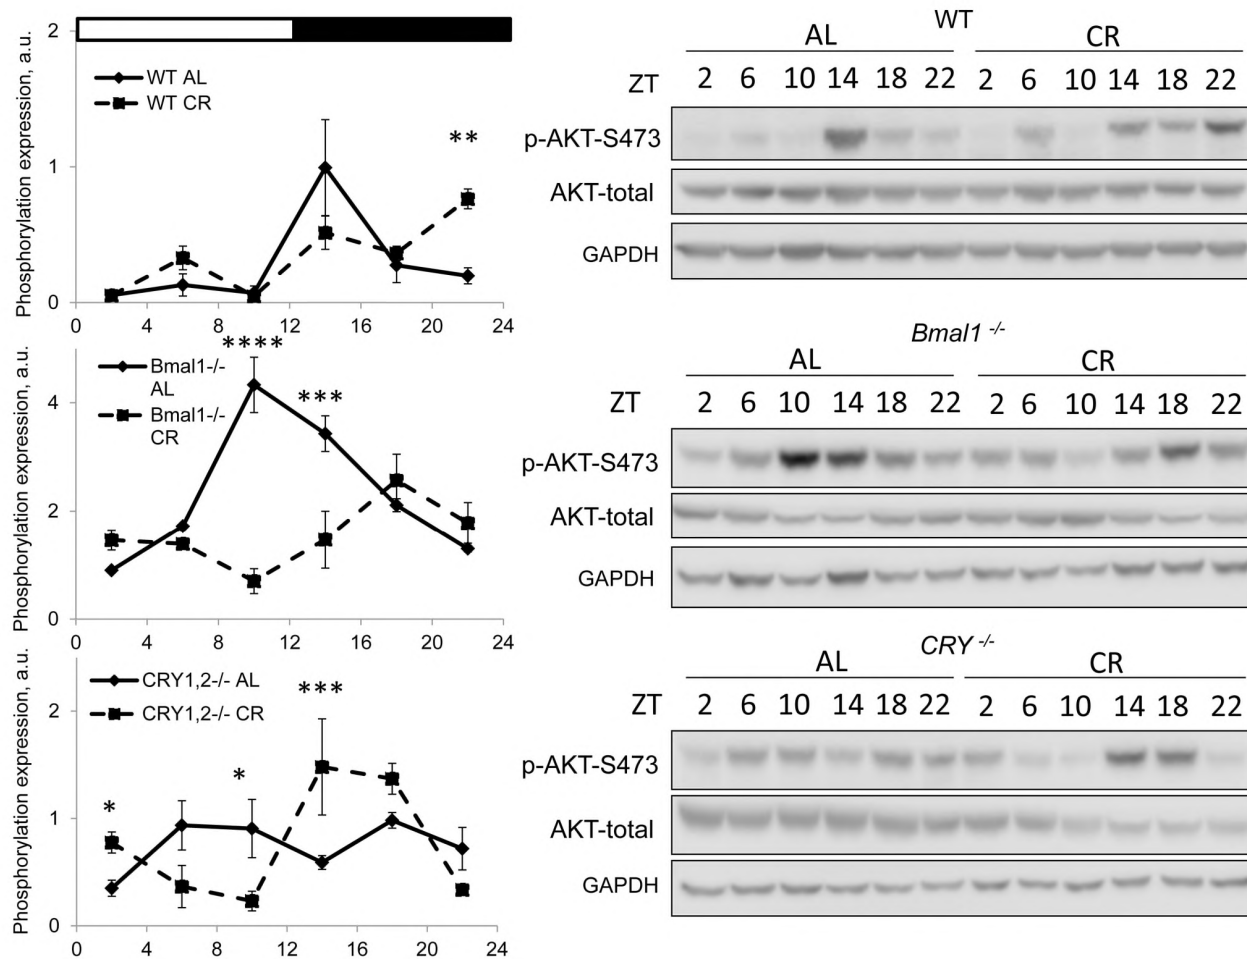 2
Phosphorylation expression, a.u.
WT AL
WT CR
**
1
0
0 4 8 12 16 20 24
WT
AL CR
ZT 2 6 10 14 18 22 2 6 10 14 18 22
p-AKT-S473
AKT-total
GAPDH
****
Phosphorylation expression, a.u.
Bmal1-/-
AL
Bmal1-/-
CR
***
4
2
0
0 4 8 12 16 20 24
Bmal1 -/-
AL CR
ZT 2 6 10 14 18 22 2 6 10 14 18 22
p-AKT-S473
AKT-total
GAPDH
Phosphorylation expression, a.u.
CRY1,2-/- AL
CRY1,2-/- CR
***
*
*
2
1
0
0 4 8 12 16 20 24
CRY -/-
AL CR
ZT 2 6 10 14 18 22 2 6 10 14 18 22
p-AKT-S473
AKT-total
GAPDH